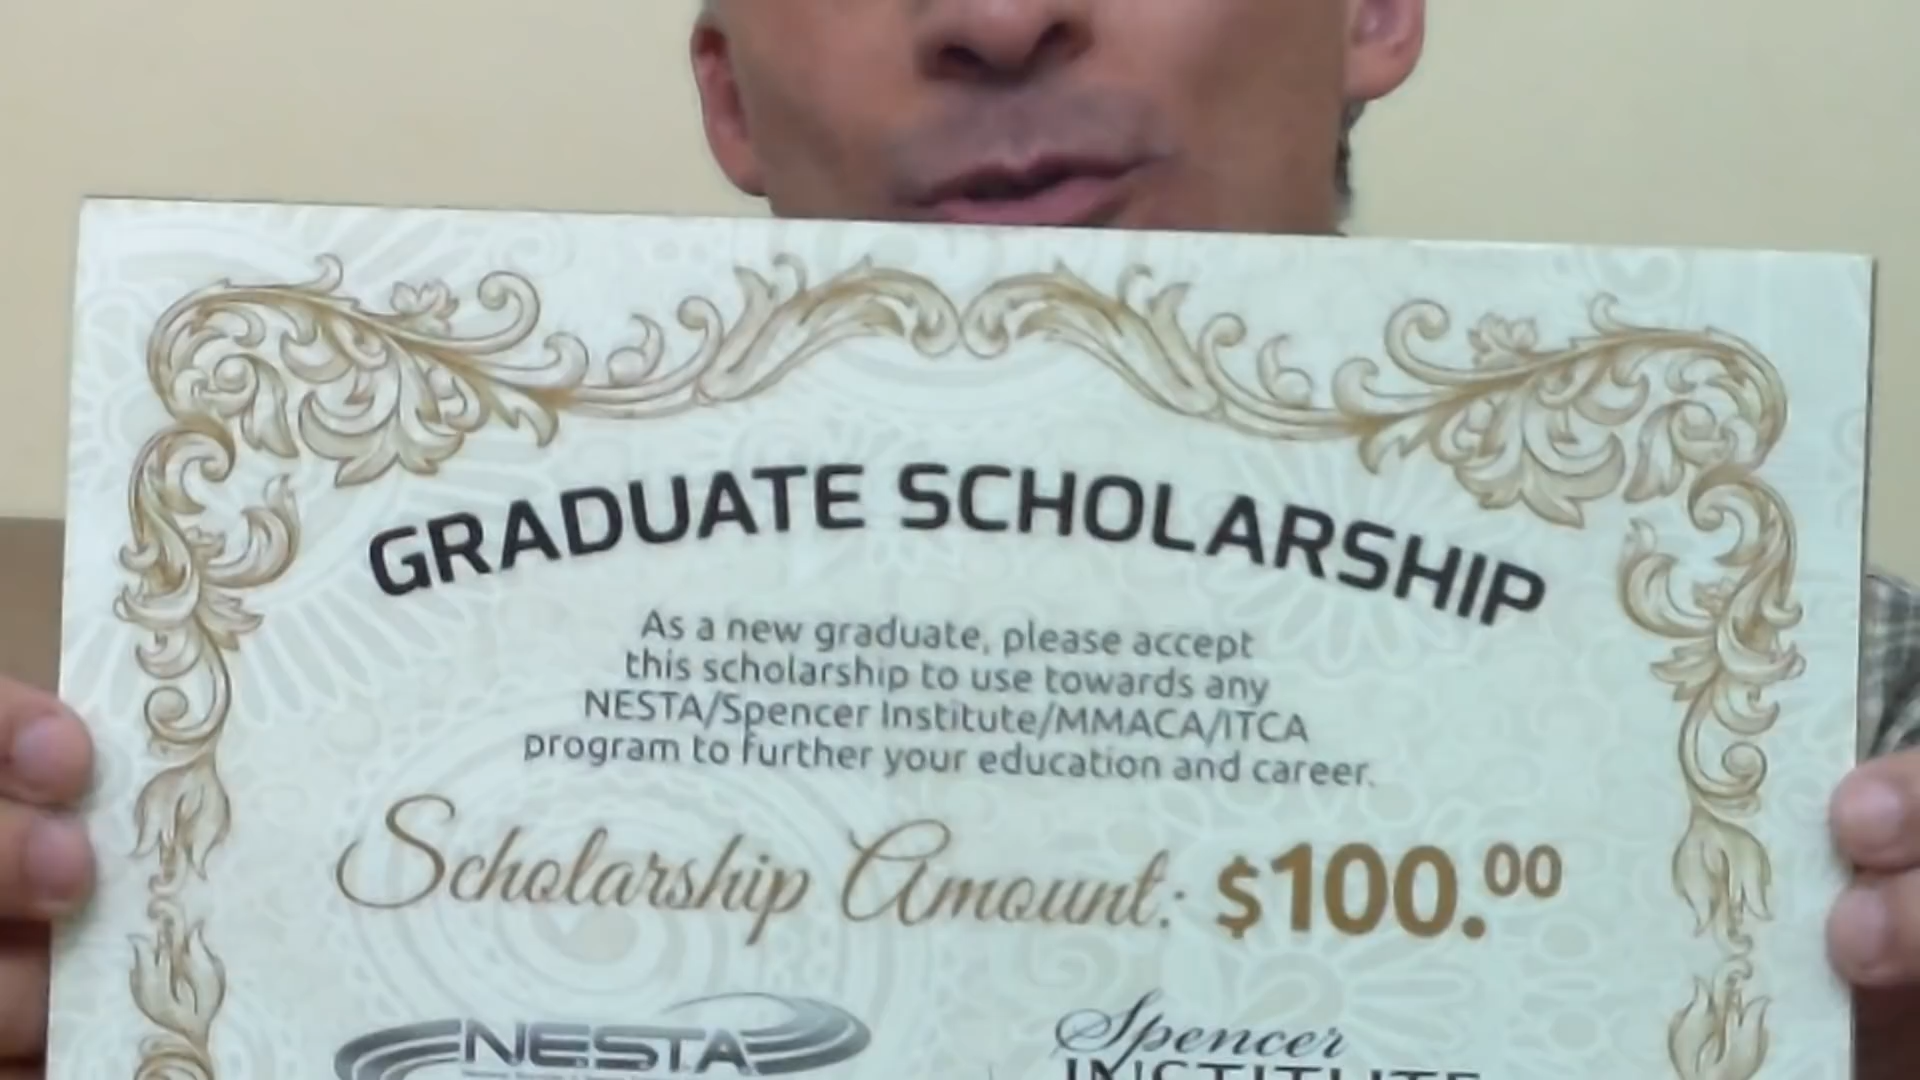 GRADUATE SCHOLARSHIP
As a new graduate, please accept
this scholarship to use towards any
NESTA/Spencer Institute/MMACA/ITCA
program to further your education and career.
Scholarship Amount: $100.00
NESTA
Spencer
INSTITUTE